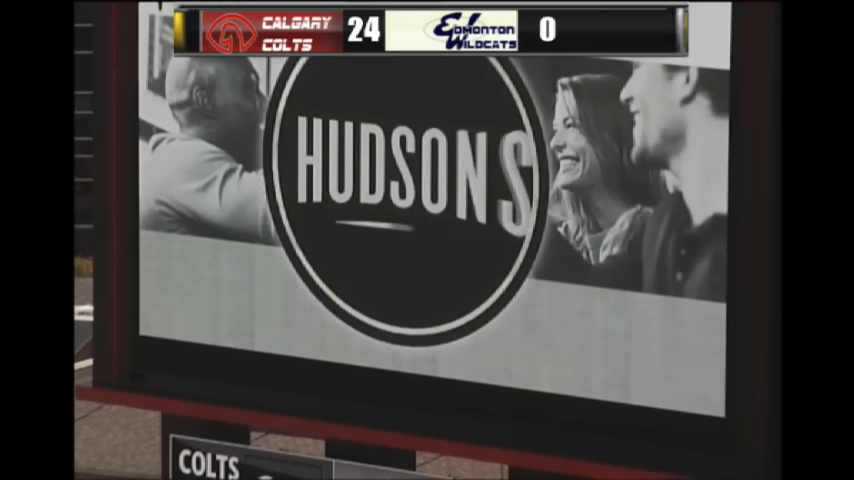 CALGARY
COLTS
24
Edmonton
Wildcats
0
HUDSONS
COLTS